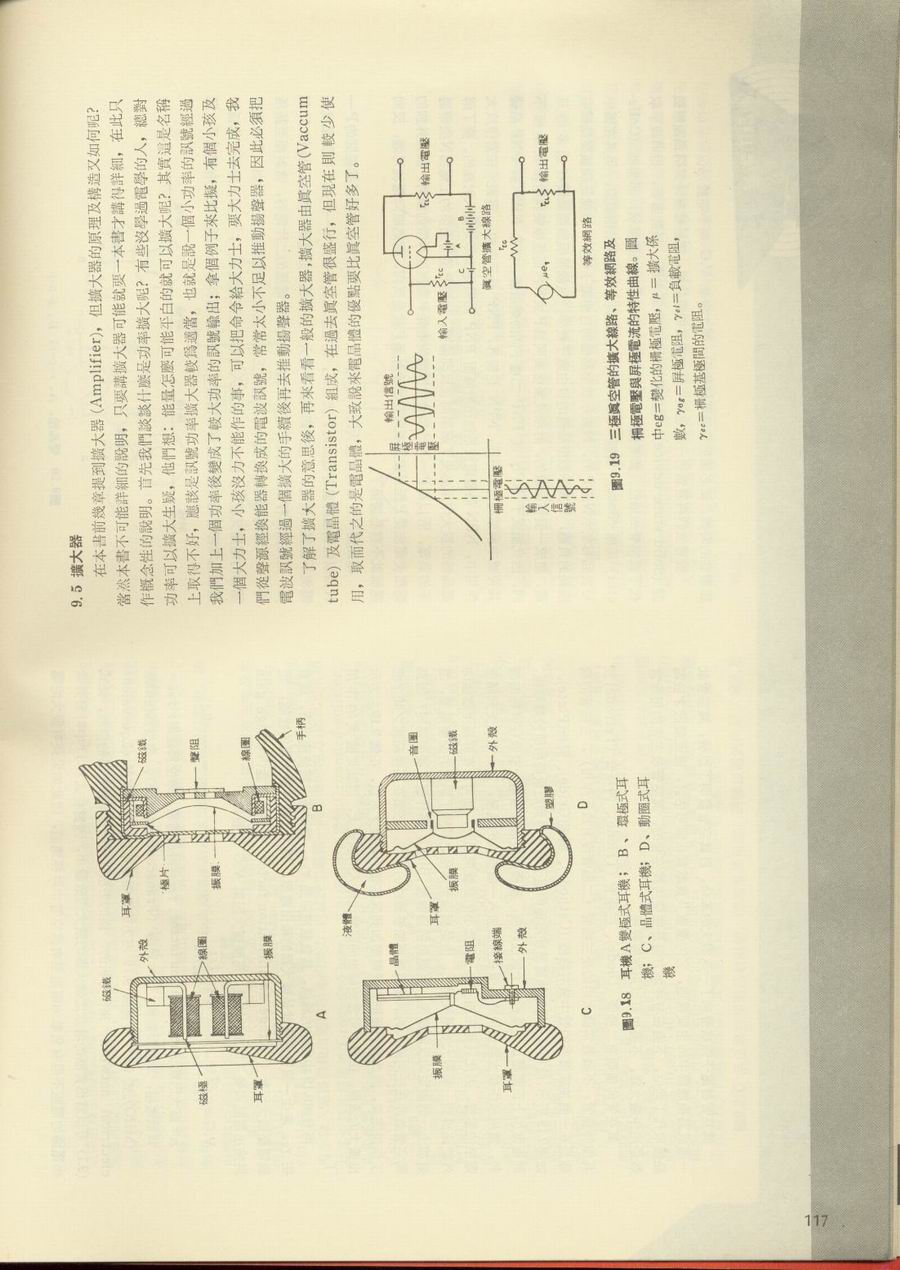 9.5 擴大器
在本書前幾章提到擴大器 (Amplifier)，但擴大器的原理及構造又如何呢？
當然本書不可能詳細的說明，只要講擴大器可能就要一本書才講得詳細，在此只
作概念性的說明。首先我們談談什麼是功率擴大呢？有些沒學過電學的人，總對
功率可以擴大生疑，他們想：能量怎麼可能平白的就可以擴大呢？其實這是名稱
上取得不好，應該是訊號功率擴大器較爲適當，也就是說一個小功率的訊號經過
我們加上一個功率後變成了較大功率的訊號輸出；拿個例子來比擬，有個小孩及
一個大力士，小孩沒力不能作的事，可以把命令給大力士，要大力士去完成，我
們從聲源經換能器轉換成的電波訊號，常常太小不足以推動揚聲器，因此必須把
電波訊號經過一個擴大的手續後再去推動揚聲器。
了解了擴大器的意思後，再來看看一般的擴大器，擴大器由眞空管 (Vaccum
tube) 及電晶體 (Transistor) 組成，在過去眞空管很盛行，但現在則較少使
用，取而代之的是電晶體，大致說來電晶體的優點要比眞空管好多了。
屏極電壓
輸出信號
柵極電壓
輸入信號
輸入電壓
rcc
C
A
B
rcL
輸出電壓
眞空管擴大線路
μe,
rcg
rcL
輸出電壓
等效網路
圖9.19 三極眞空管的擴大線路、等效網路及
柵極電壓與屏極電流的特性曲線。圖
中eg＝變化的柵極電壓，μ＝擴大係
數，γog＝屏極電阻，γel＝負載電阻，
γec＝柵極基極間的電阻。
磁鐵
外殼
線圈
振膜
磁極
耳罩
A
耳罩
極片
振膜
磁鐵
聲阻
線圈
手柄
B
晶體
電阻
接線端
外殼
振膜
耳罩
C
液體
耳罩
振膜
音圈
磁鐵
外殼
塑膠
D
圖9.18 耳機A雙極式耳機；B、環極式耳
機；C、晶體式耳機；D、動圈式耳
機
117